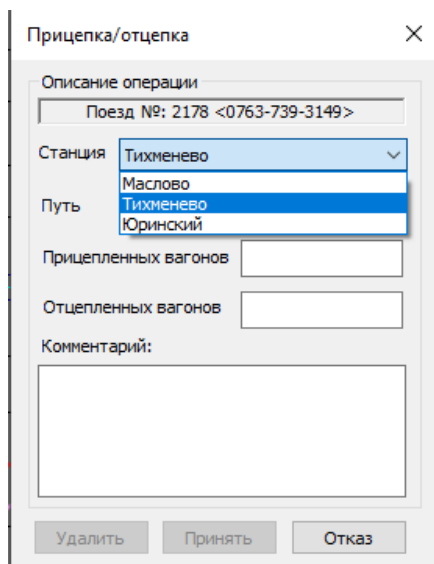 Прицепка/отцепка
Описание операции
Поезд №: 2178 <0763-739-3149>
Станция Тихменево
Маслово
Путь Тихменево
Юринский
Прицепленных вагонов
Отцепленных вагонов
Комментарий:
Удалить Принять Отказ